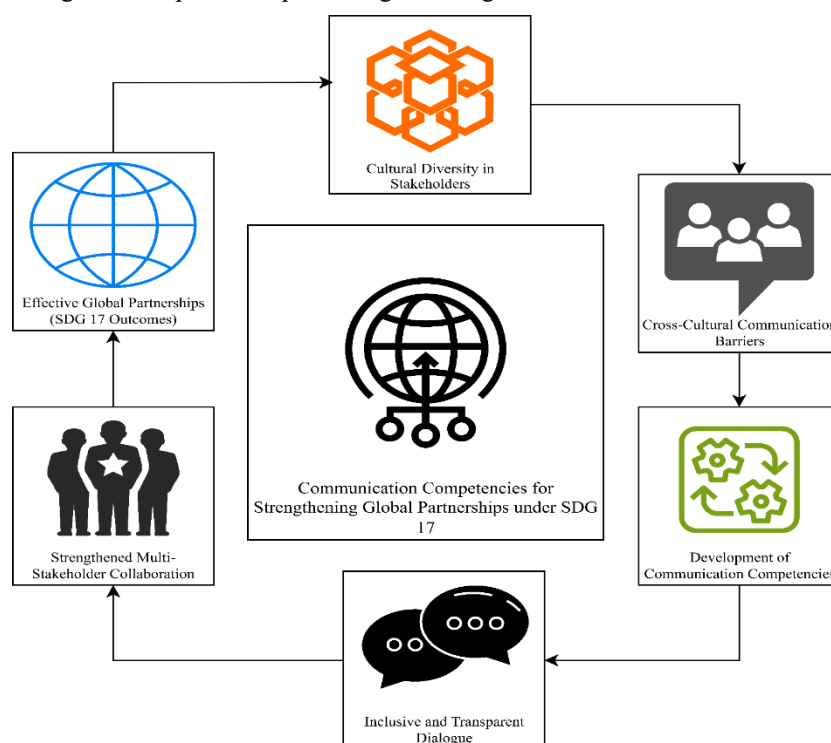 Cultural Diversity in
Stakeholders
Effective Global Partnerships
(SDG 17 Outcomes)
Cross-Cultural Communication
Barriers
Communication Competencies for
Strengthening Global Partnerships under SDG
17
Strengthened Multi-
Stakeholder Collaboration
Development of
Communication Competencies
Inclusive and Transparent
Dialogue